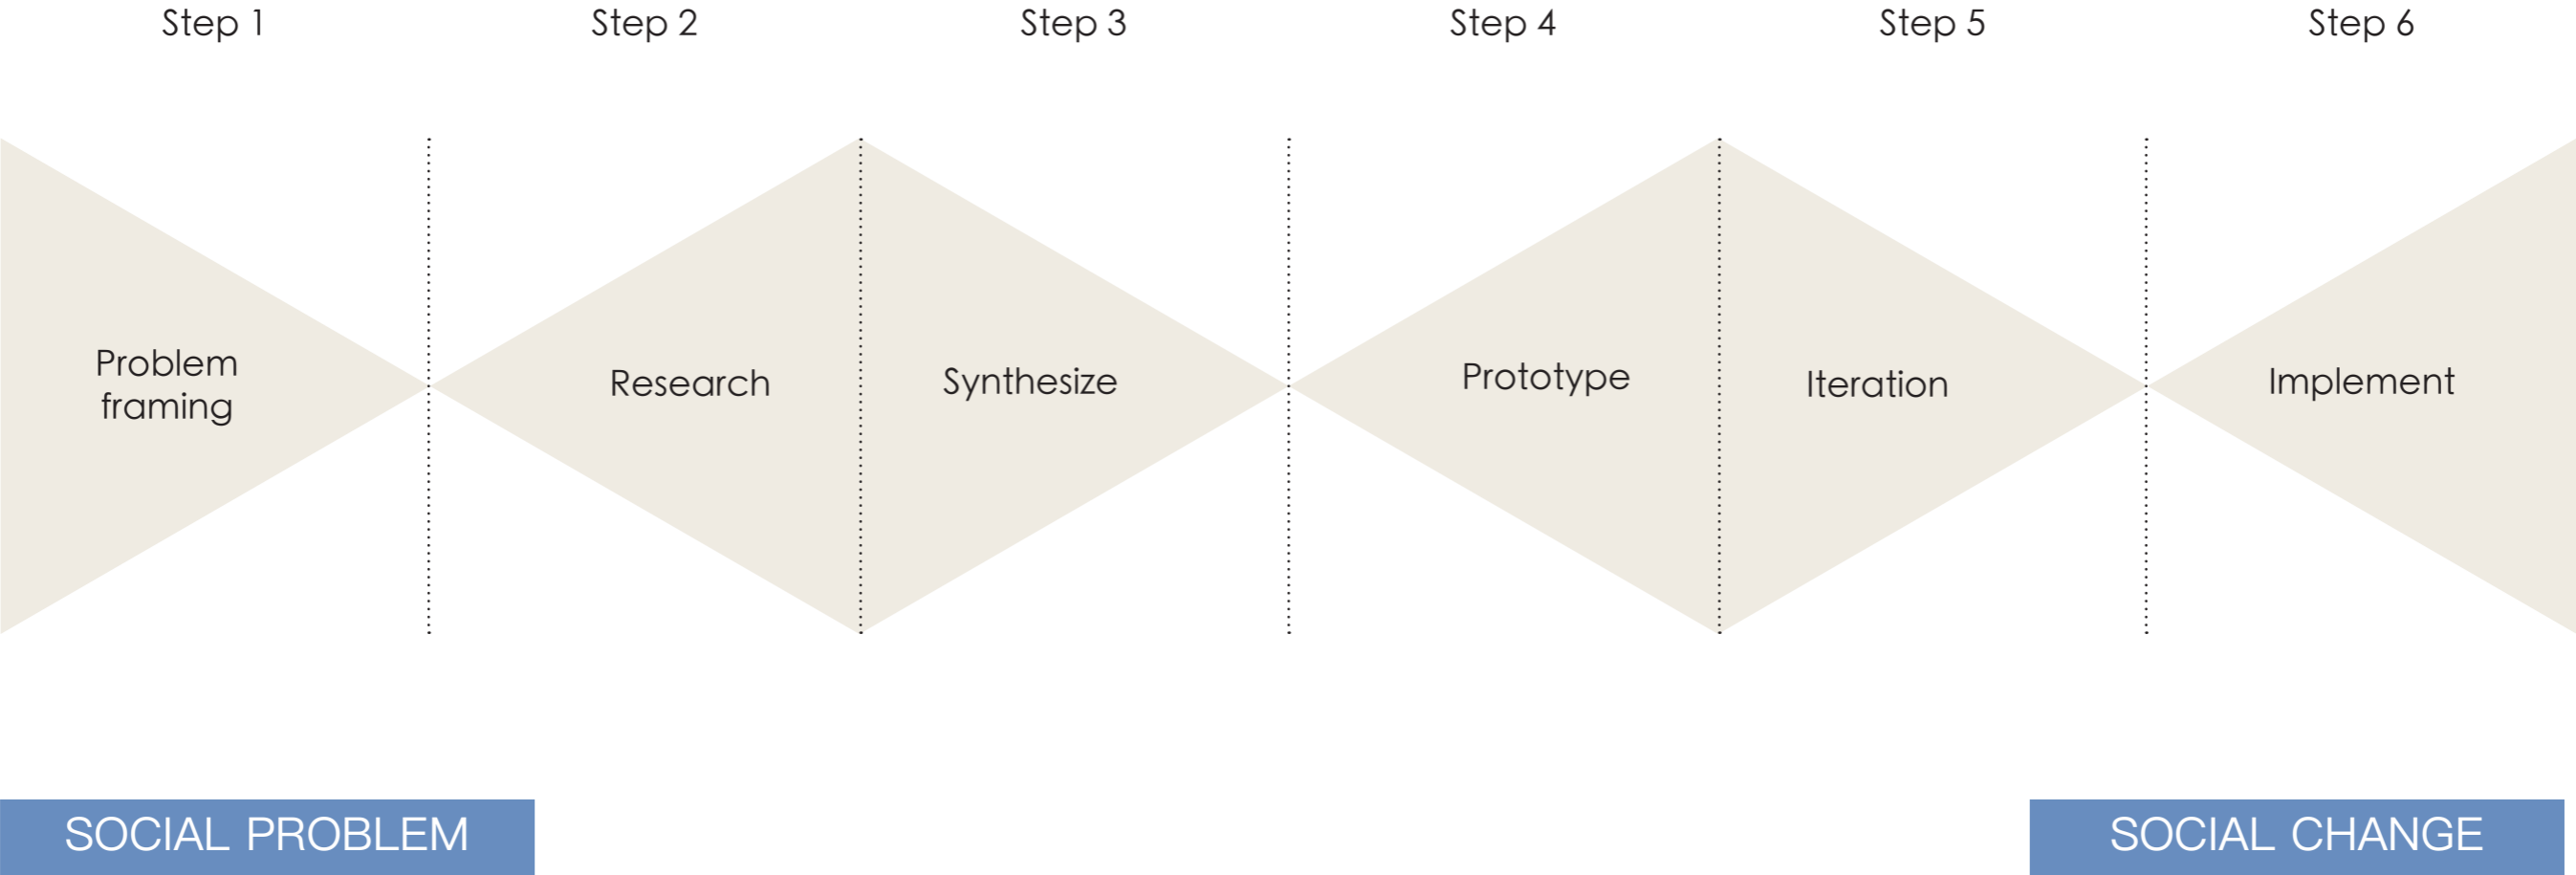 Step 1
Step 2
Step 3
Step 4
Step 5
Step 6
Problem
framing
Research
Synthesize
Prototype
Iteration
Implement
SOCIAL PROBLEM
SOCIAL CHANGE